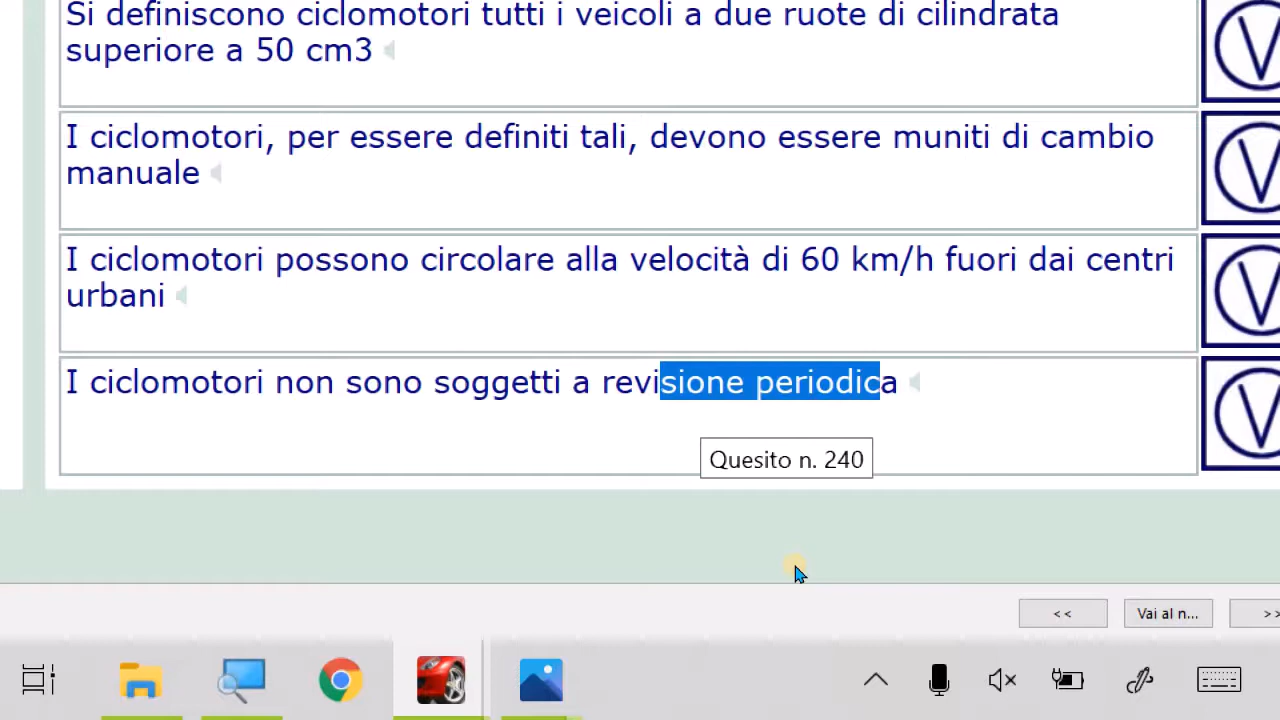 Si definiscono ciclomotori tutti i veicoli a due ruote di cilindrata
superiore a 50 cm3
V
I ciclomotori, per essere definiti tali, devono essere muniti di cambio
manuale
V
I ciclomotori possono circolare alla velocità di 60 km/h fuori dai centri
urbani
V
I ciclomotori non sono soggetti a revisione periodica
V
Quesito n. 240
<< Vai al n... >>